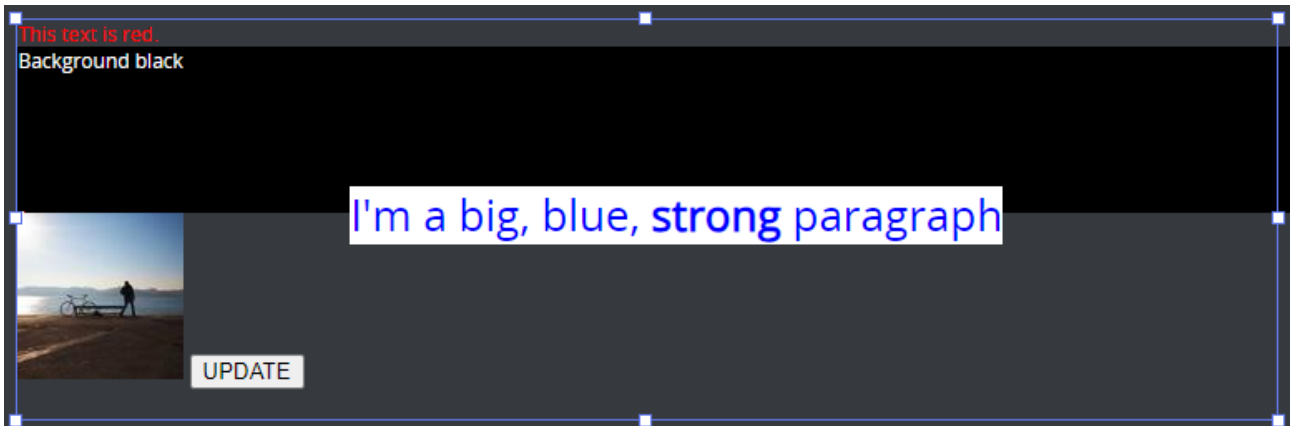 This text is red.
Background black
I'm a big, blue, strong paragraph
UPDATE